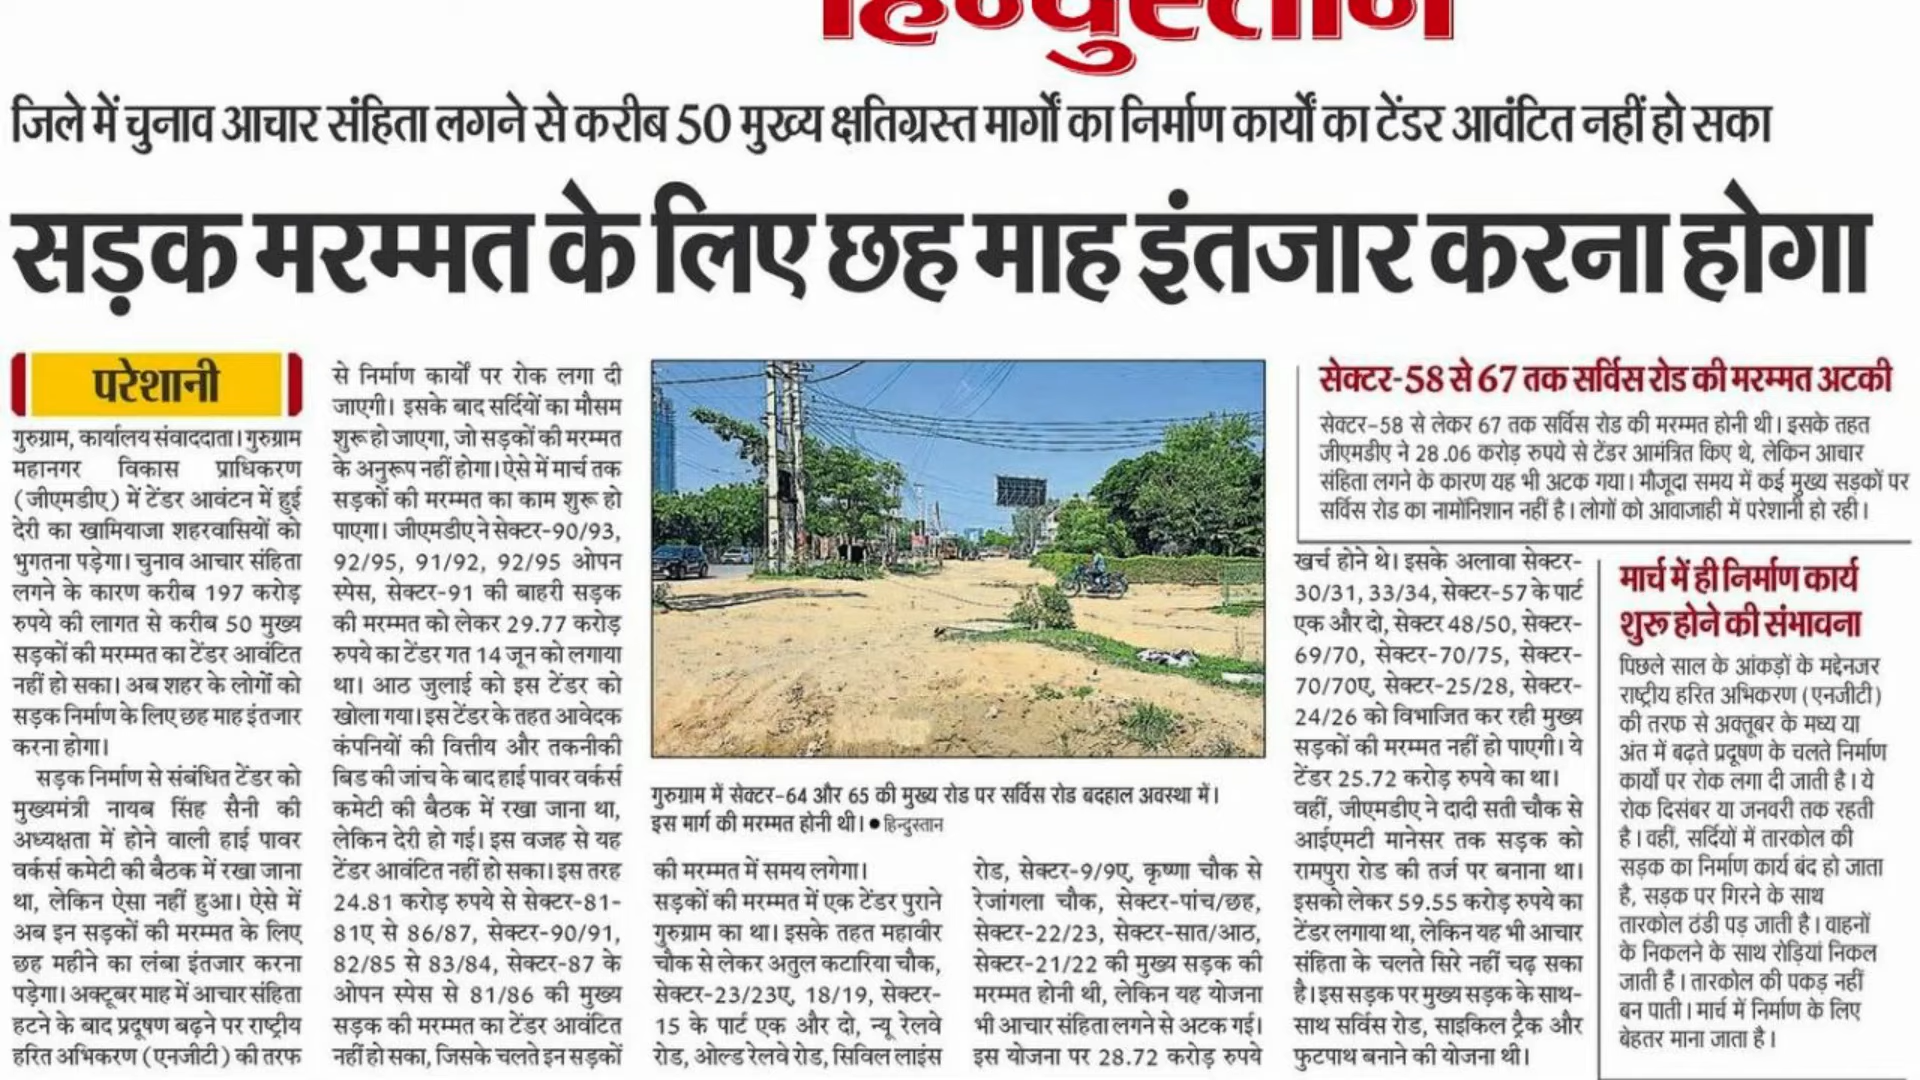 हिन्दुस्तान
जिले में चुनाव आचार संहिता लगने से करीब 50 मुख्य क्षतिग्रस्त मार्गों का निर्माण कार्यों का टेंडर आवंटित नहीं हो सका
सड़क मरम्मत के लिए छह माह इंतजार करना होगा
परेशानी
गुरुग्राम, कार्यालय संवाददाता। गुरुग्राम
महानगर विकास प्राधिकरण
(जीएमडीए) में टेंडर आवंटन में हुई
देरी का खामियाजा शहरवासियों को
भुगतना पड़ेगा। चुनाव आचार संहिता
लगने के कारण करीब 197 करोड़
रुपये की लागत से करीब 50 मुख्य
सड़कों की मरम्मत का टेंडर आवंटित
नहीं हो सका। अब शहर के लोगों को
सड़क निर्माण के लिए छह माह इंतजार
करना होगा।
सड़क निर्माण से संबंधित टेंडर को
मुख्यमंत्री नायब सिंह सैनी की
अध्यक्षता में होने वाली हाई पावर
वर्कर्स कमेटी की बैठक में रखा जाना
था, लेकिन ऐसा नहीं हुआ। ऐसे में
अब इन सड़कों की मरम्मत के लिए
छह महीने का लंबा इंतजार करना
पड़ेगा। अक्टूबर माह में आचार संहिता
हटने के बाद प्रदूषण बढ़ने पर राष्ट्रीय
हरित अभिकरण (एनजीटी) की तरफ
से निर्माण कार्यों पर रोक लगा दी
जाएगी। इसके बाद सर्दियों का मौसम
शुरू हो जाएगा, जो सड़कों की मरम्मत
के अनुरूप नहीं होगा। ऐसे में मार्च तक
सड़कों की मरम्मत का काम शुरू हो
पाएगा। जीएमडीए ने सेक्टर-90/93,
92/95, 91/92, 92/95 ओपन
स्पेस, सेक्टर-91 की बाहरी सड़क
की मरम्मत को लेकर 29.77 करोड़
रुपये का टेंडर गत 14 जून को लगाया
था। आठ जुलाई को इस टेंडर को
खोला गया। इस टेंडर के तहत आवेदक
कंपनियों की वित्तीय और तकनीकी
बिड की जांच के बाद हाई पावर वर्कर्स
कमेटी की बैठक में रखा जाना था,
लेकिन देरी हो गई। इस वजह से यह
टेंडर आवंटित नहीं हो सका। इस तरह
24.81 करोड़ रुपये से सेक्टर-81-
81ए से 86/87, सेक्टर-90/91,
82/85 से 83/84, सेक्टर-87 के
ओपन स्पेस से 81/86 की मुख्य
सड़क की मरम्मत का टेंडर आवंटित
नहीं हो सका, जिसके चलते इन सड़कों
गुरुग्राम में सेक्टर-64 और 65 की मुख्य रोड पर सर्विस रोड बदहाल अवस्था में।
इस मार्ग की मरम्मत होनी थी। ● हिन्दुस्तान
की मरम्मत में समय लगेगा।
सड़कों की मरम्मत में एक टेंडर पुराने
गुरुग्राम का था। इसके तहत महावीर
चौक से लेकर अतुल कटारिया चौक,
सेक्टर-23/23ए, 18/19, सेक्टर-
15 के पार्ट एक और दो, न्यू रेलवे
रोड, ओल्ड रेलवे रोड, सिविल लाइंस
रोड, सेक्टर-9/9ए, कृष्णा चौक से
रेजांगला चौक, सेक्टर-पांच/छह,
सेक्टर-22/23, सेक्टर-सात/आठ,
सेक्टर-21/22 की मुख्य सड़क की
मरम्मत होनी थी, लेकिन यह योजना
भी आचार संहिता लगने से अटक गई।
इस योजना पर 28.72 करोड़ रुपये
सेक्टर-58 से 67 तक सर्विस रोड की मरम्मत अटकी
सेक्टर-58 से लेकर 67 तक सर्विस रोड की मरम्मत होनी थी। इसके तहत
जीएमडीए ने 28.06 करोड़ रुपये से टेंडर आमंत्रित किए थे, लेकिन आचार
संहिता लगने के कारण यह भी अटक गया। मौजूदा समय में कई मुख्य सड़कों पर
सर्विस रोड का नामोंनिशान नहीं है। लोगों को आवाजाही में परेशानी हो रही।
खर्च होने थे। इसके अलावा सेक्टर-
30/31, 33/34, सेक्टर-57 के पार्ट
एक और दो, सेक्टर 48/50, सेक्टर-
69/70, सेक्टर-70/75, सेक्टर-
70/70ए, सेक्टर-25/28, सेक्टर-
24/26 को विभाजित कर रही मुख्य
सड़कों की मरम्मत नहीं हो पाएगी। ये
टेंडर 25.72 करोड़ रुपये का था।
वहीं, जीएमडीए ने दादी सती चौक से
आईएमटी मानेसर तक सड़क को
रामपुरा रोड की तर्ज पर बनाना था।
इसको लेकर 59.55 करोड़ रुपये का
टेंडर लगाया था, लेकिन यह भी आचार
संहिता के चलते सिरे नहीं चढ़ सका
है। इस सड़क पर मुख्य सड़क के साथ-
साथ सर्विस रोड, साइकिल ट्रैक और
फुटपाथ बनाने की योजना थी।
मार्च में ही निर्माण कार्य
शुरू होने की संभावना
पिछले साल के आंकड़ों के मद्देनजर
राष्ट्रीय हरित अभिकरण (एनजीटी)
की तरफ से अक्तूबर के मध्य या
अंत में बढ़ते प्रदूषण के चलते निर्माण
कार्यों पर रोक लगा दी जाती है। ये
रोक दिसंबर या जनवरी तक रहती
है। वहीं, सर्दियों में तारकोल की
सड़क का निर्माण कार्य बंद हो जाता
है, सड़क पर गिरने के साथ
तारकोल ठंडी पड़ जाती है। वाहनों
के निकलने के साथ रोड़ियां निकल
जाती हैं। तारकोल की पकड़ नहीं
बन पाती। मार्च में निर्माण के लिए
बेहतर माना जाता है।